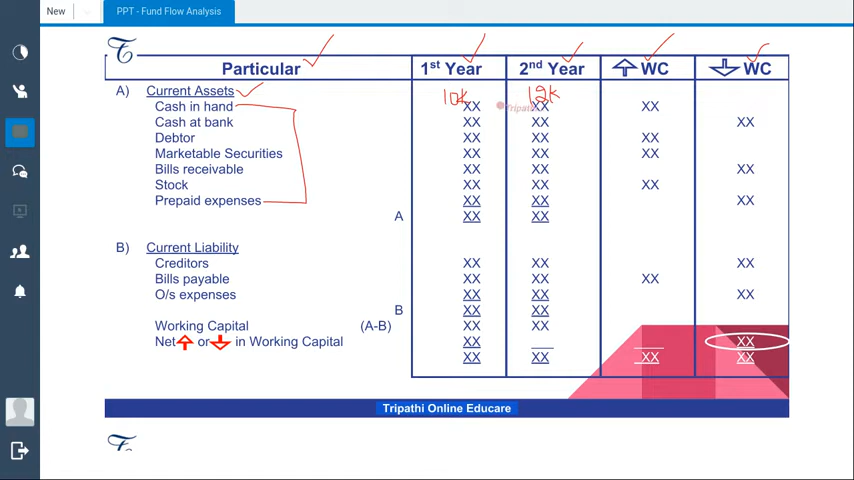 New
PPT - Fund Flow Analysis
Particular 1st Year 2nd Year WC WC
A) Current Assets 10k 12k
Cash in hand XX XX XX
Tripathi
Cash at bank XX XX XX
Debtor XX XX XX
Marketable Securities XX XX XX
Bills receivable XX XX XX
Stock XX XX XX
Prepaid expenses XX XX XX
A XX XX
B) Current Liability
Creditors XX XX XX
Bills payable XX XX XX
O/s expenses XX XX XX
B XX XX
Working Capital (A-B) XX XX
Net or in Working Capital XX XX
XX XX XX XX
Tripathi Online Educare